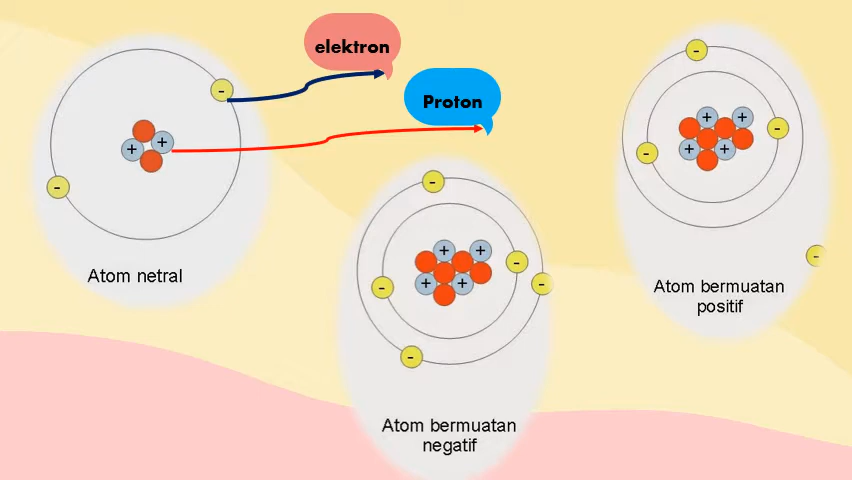 elektron
Proton
Atom netral
Atom bermuatan
negatif
Atom bermuatan
positif